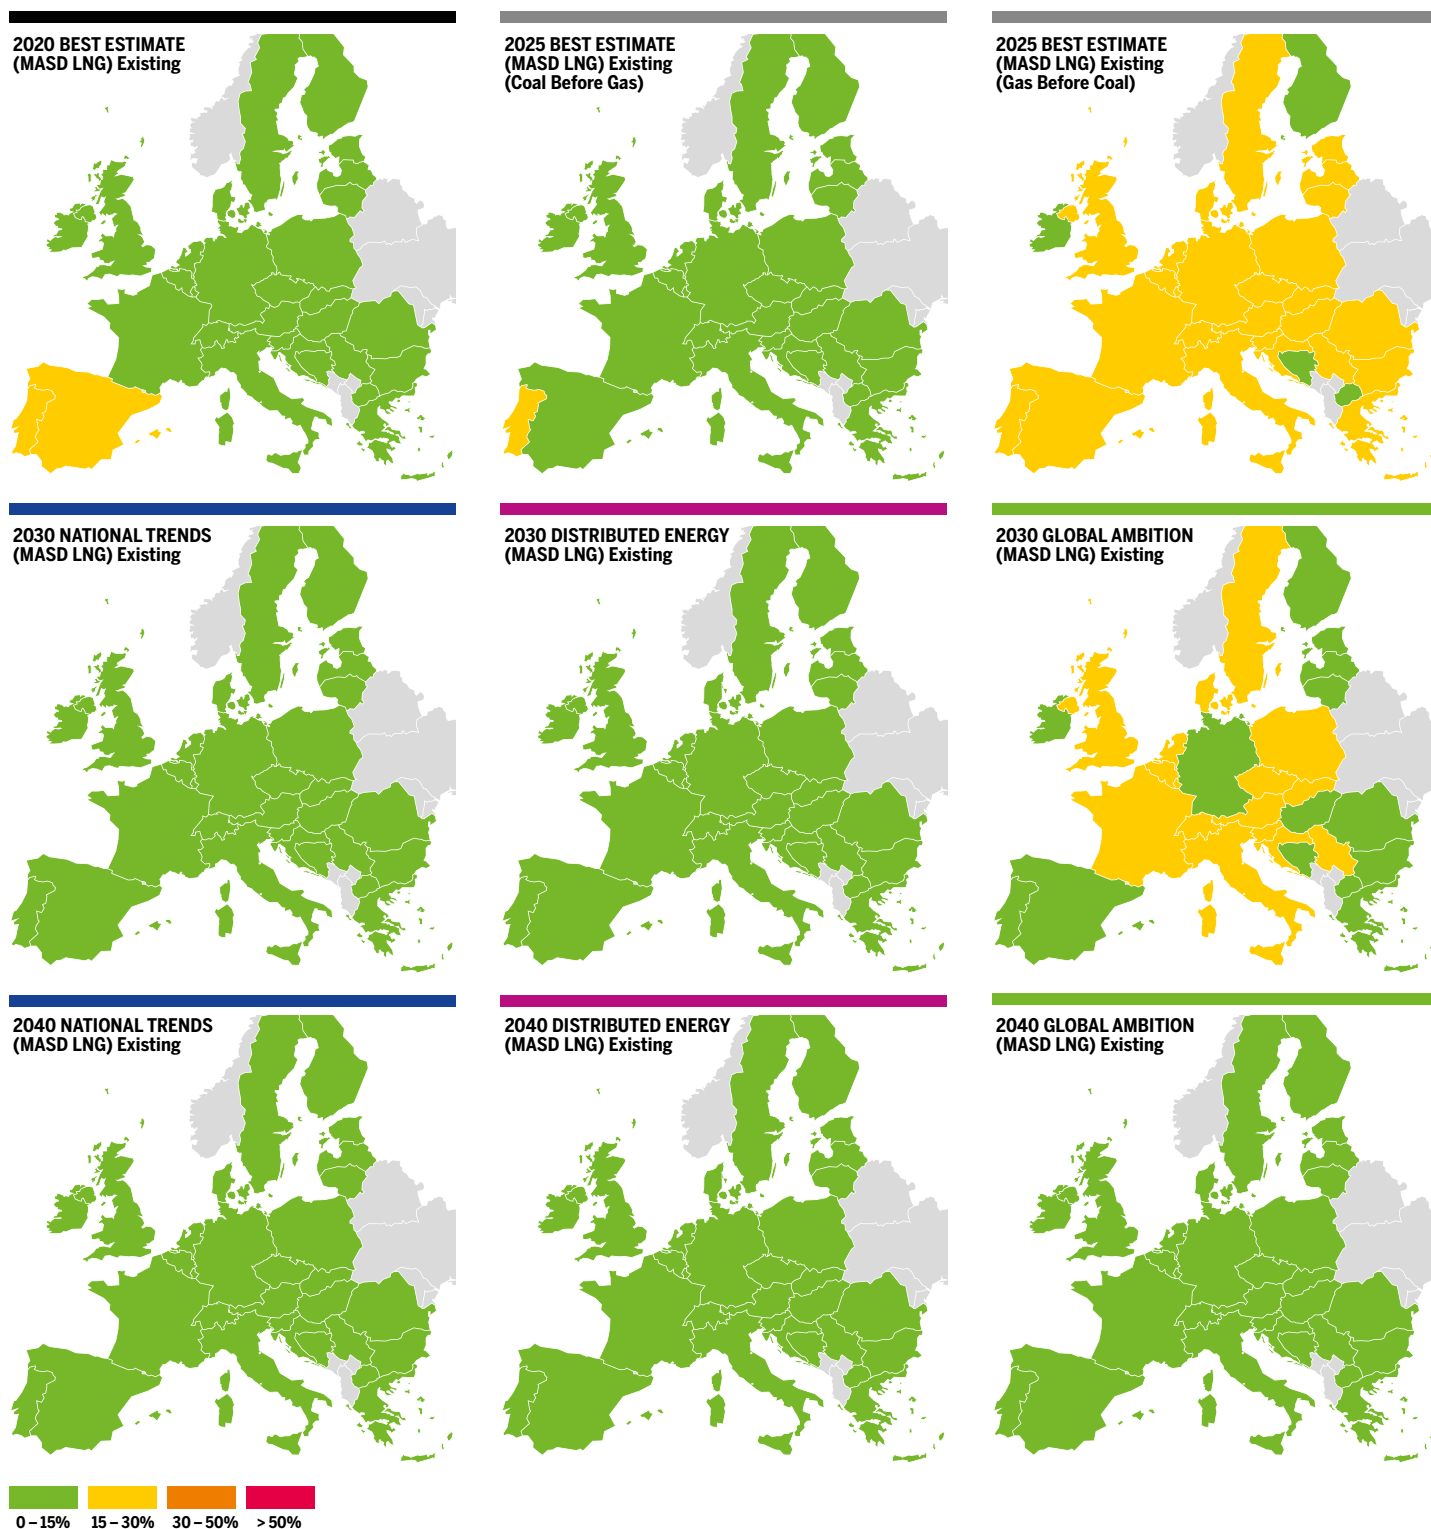 2020 BEST ESTIMATE
(MASD LNG) Existing
2025 BEST ESTIMATE
(MASD LNG) Existing
(Coal Before Gas)
2025 BEST ESTIMATE
(MASD LNG) Existing
(Gas Before Coal)
2030 NATIONAL TRENDS
(MASD LNG) Existing
2030 DISTRIBUTED ENERGY
(MASD LNG) Existing
2030 GLOBAL AMBITION
(MASD LNG) Existing
2040 NATIONAL TRENDS
(MASD LNG) Existing
2040 DISTRIBUTED ENERGY
(MASD LNG) Existing
2040 GLOBAL AMBITION
(MASD LNG) Existing
0 – 15% 15 – 30% 30 – 50% > 50%